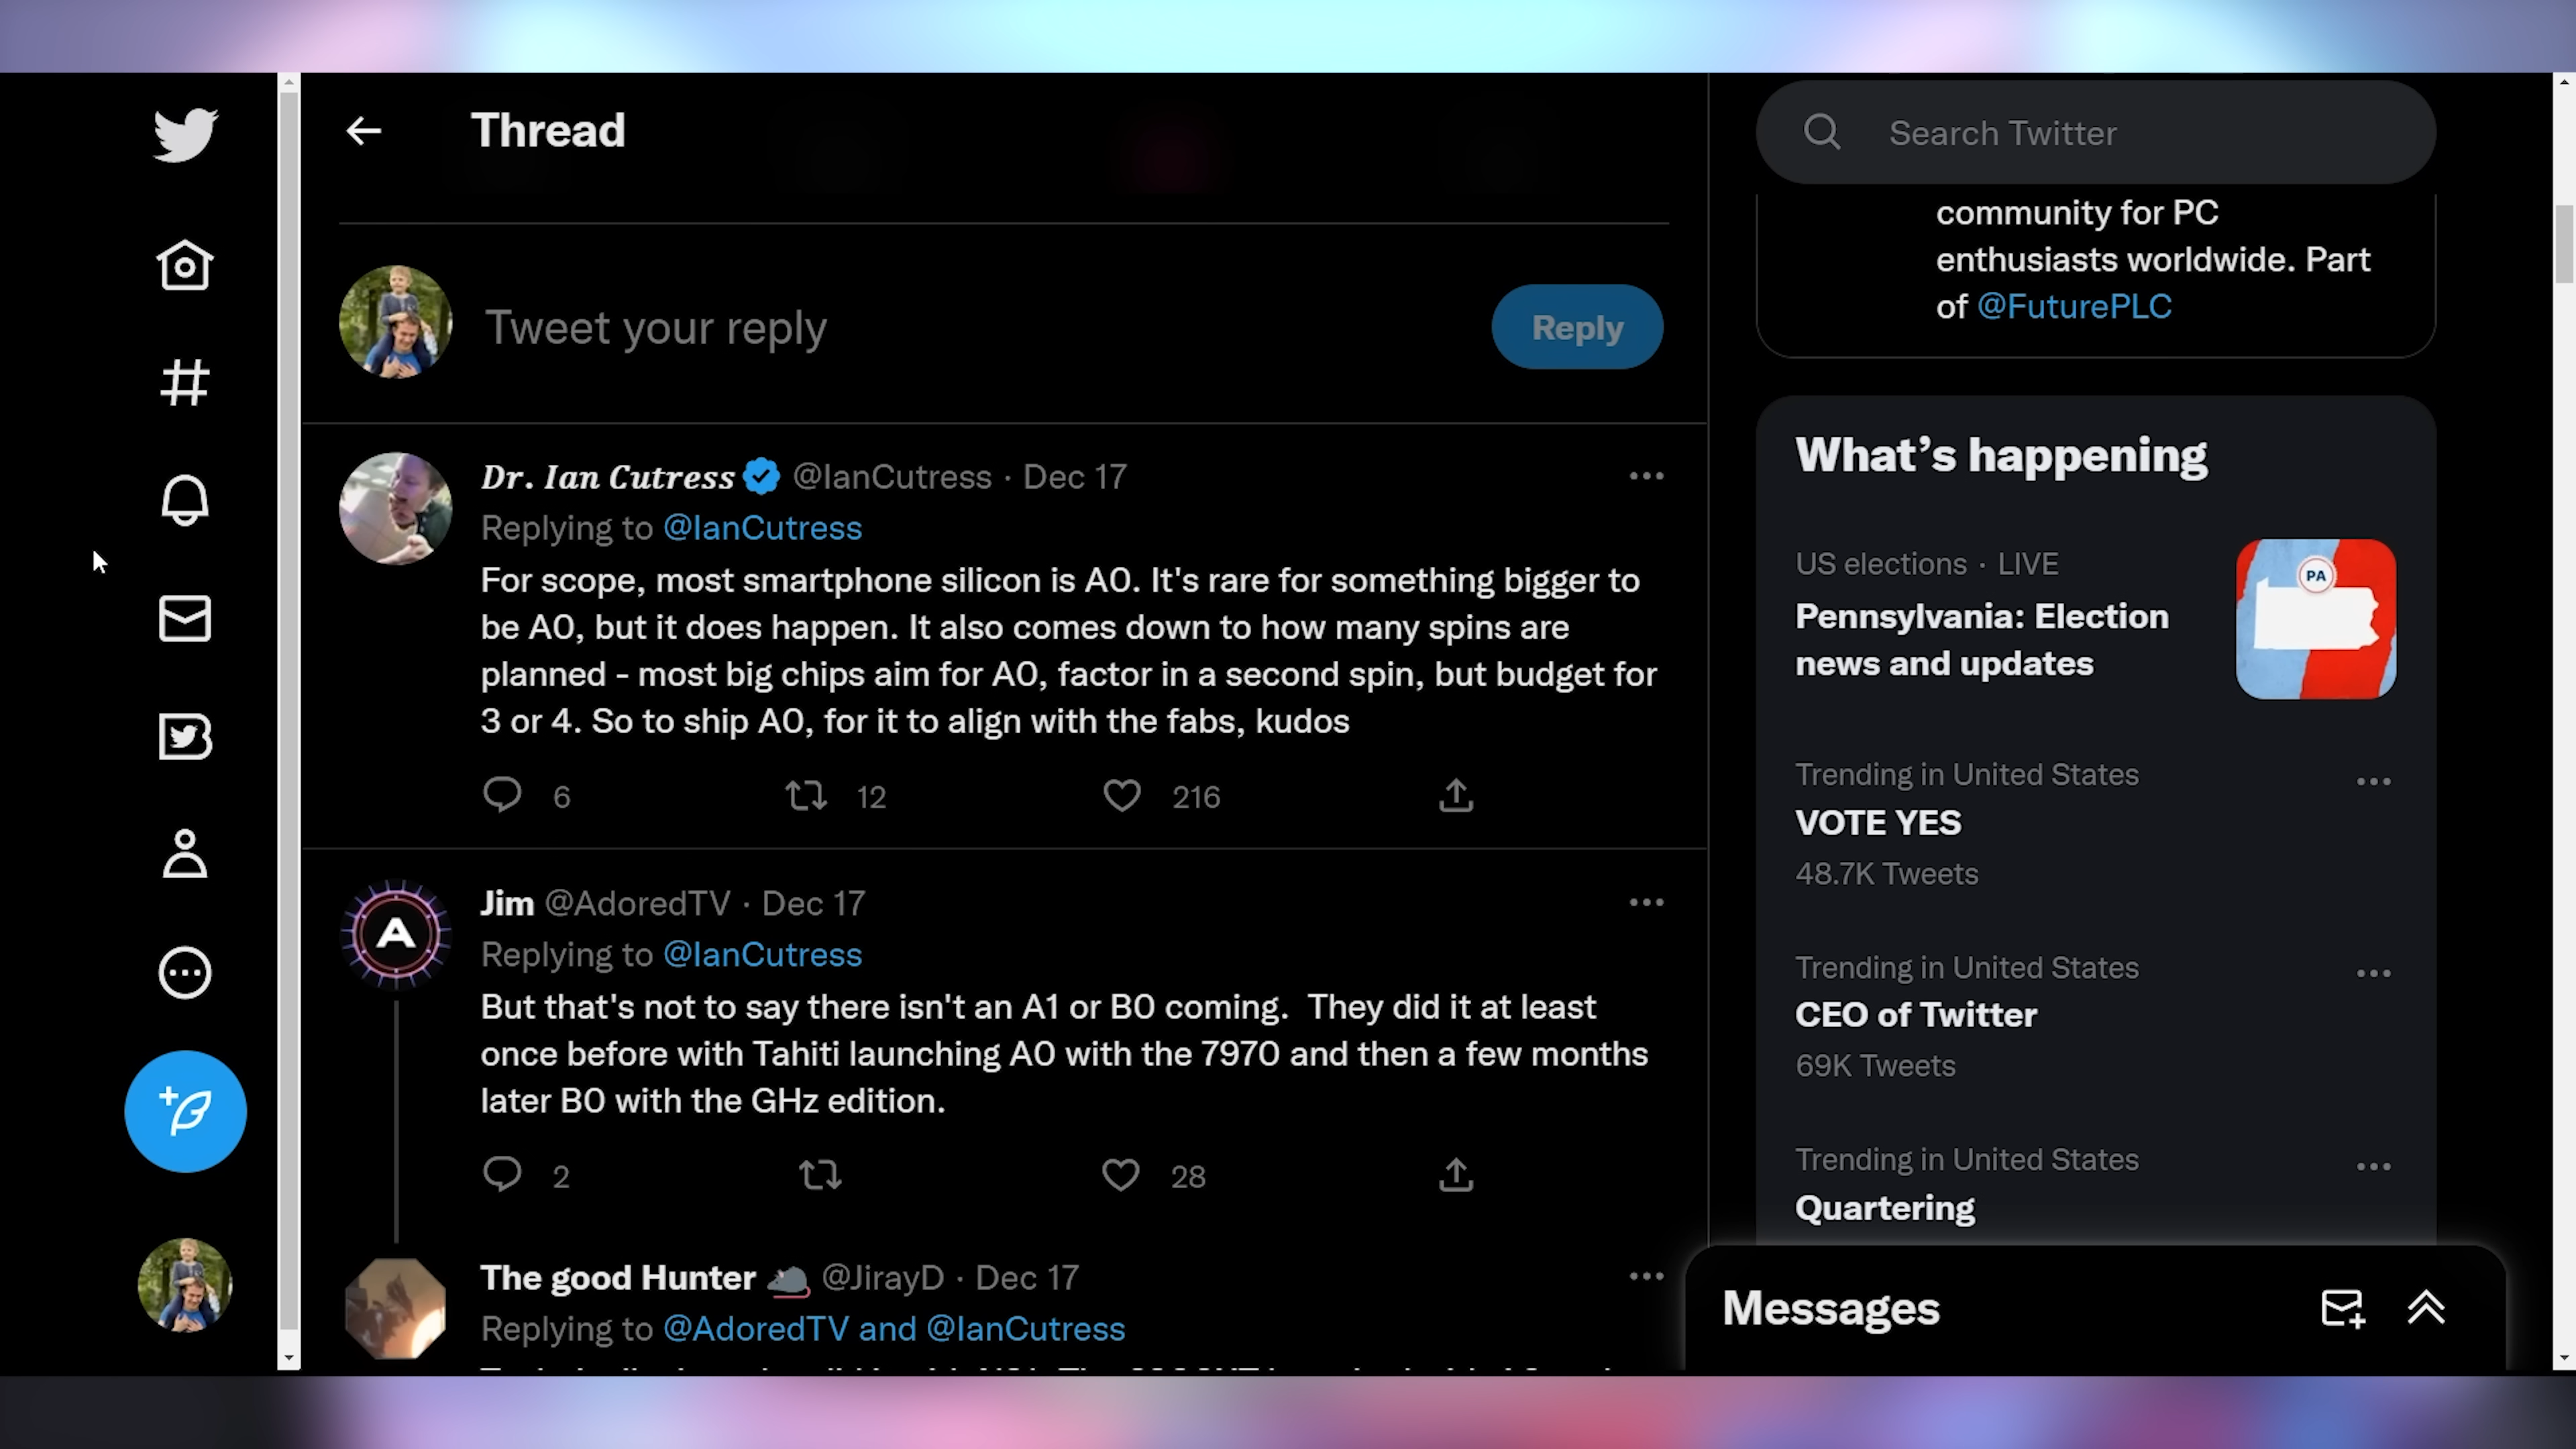 Thread
Tweet your reply
Reply
Dr. Ian Cutress @IanCutress · Dec 17
Replying to @IanCutress
For scope, most smartphone silicon is A0. It's rare for something bigger to
be A0, but it does happen. It also comes down to how many spins are
planned - most big chips aim for A0, factor in a second spin, but budget for
3 or 4. So to ship A0, for it to align with the fabs, kudos
6 12 216
A
Jim @AdoredTV · Dec 17
Replying to @IanCutress
But that's not to say there isn't an A1 or B0 coming.  They did it at least
once before with Tahiti launching A0 with the 7970 and then a few months
later B0 with the GHz edition.
2 28
The good Hunter @JirayD · Dec 17
Replying to @AdoredTV and @IanCutress
Search Twitter
community for PC
enthusiasts worldwide. Part
of @FuturePLC
What's happening
US elections · LIVE
Pennsylvania: Election
news and updates
PA
Trending in United States
VOTE YES
48.7K Tweets
Trending in United States
CEO of Twitter
69K Tweets
Trending in United States
Quartering
Messages